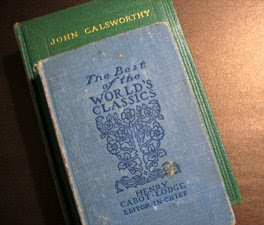 JOHN GALSWORTHY
The Best
of the
WORLD'S
CLASSICS
HENRY
CABOT·LODGE
EDITOR-IN CHIEF